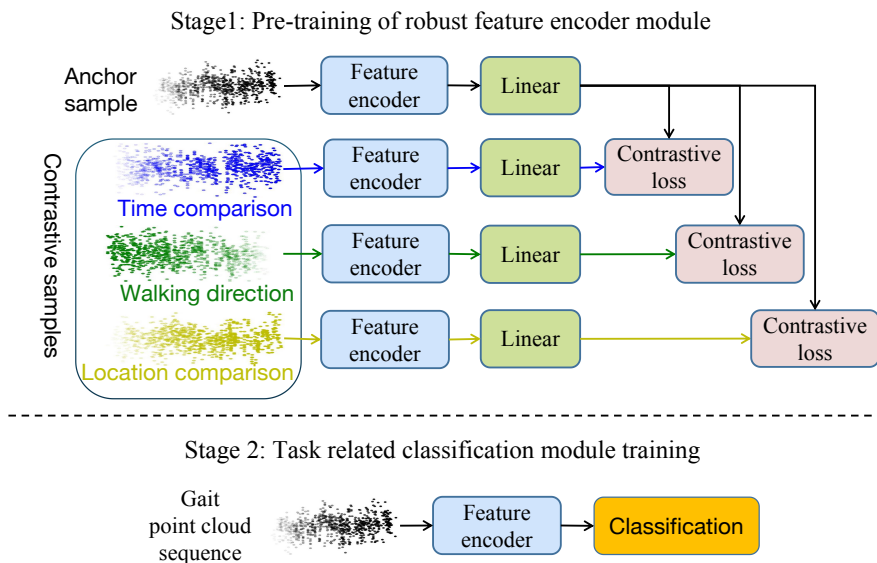 Stage1: Pre-training of robust feature encoder module
Anchor
sample
Feature
encoder
Linear
Contrastive samples
Time comparison
Feature
encoder
Linear
Contrastive
loss
Walking direction
Feature
encoder
Linear
Contrastive
loss
Location comparison
Feature
encoder
Linear
Contrastive
loss
Stage 2: Task related classification module training
Gait
point cloud
sequence
Feature
encoder
Classification